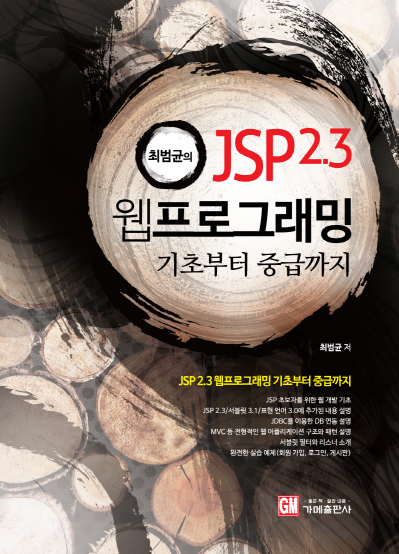 최범균의
JSP 2.3
웹프로그래밍
기초부터 중급까지
최범균 저
JSP 2.3 웹프로그래밍 기초부터 중급까지
JSP 초보자를 위한 웹 개발 기초
JSP 2.3/서블릿 3.1/표현 언어 3.0에 추가된 내용 설명
JDBC를 이용한 DB 연동 설명
MVC 등 전형적인 웹 어플리케이션 구조와 패턴 설명
서블릿 필터와 리스너 소개
완전한 실습 예제(회원 가입, 로그인, 게시판)
GM
가메출판사